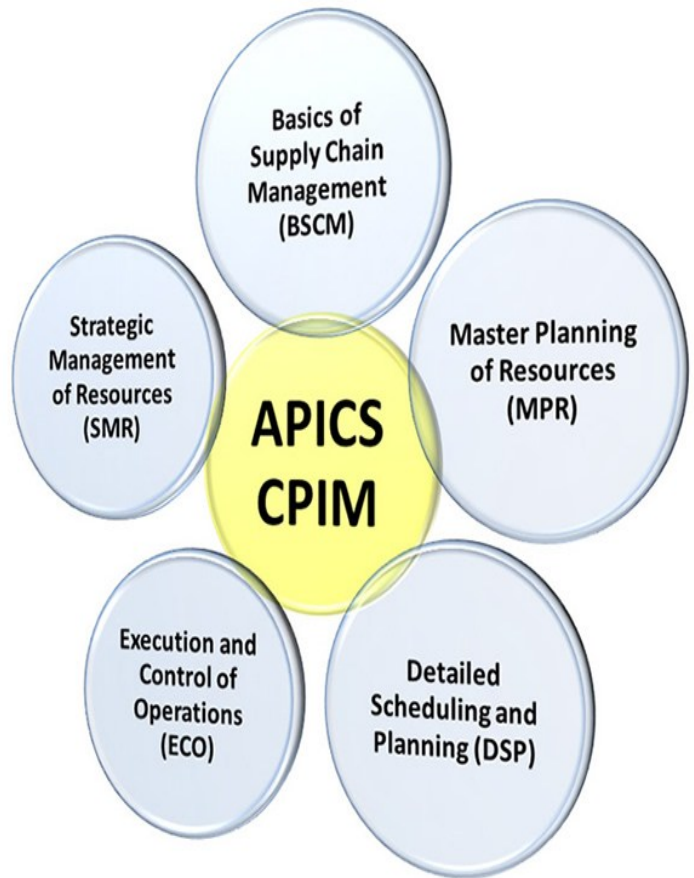 Basics of
Supply Chain
Management
(BSCM)
Strategic
Management
of Resources
(SMR)
Master Planning
of Resources
(MPR)
APICS
CPIM
Execution and
Control of
Operations
(ECO)
Detailed
Scheduling and
Planning (DSP)